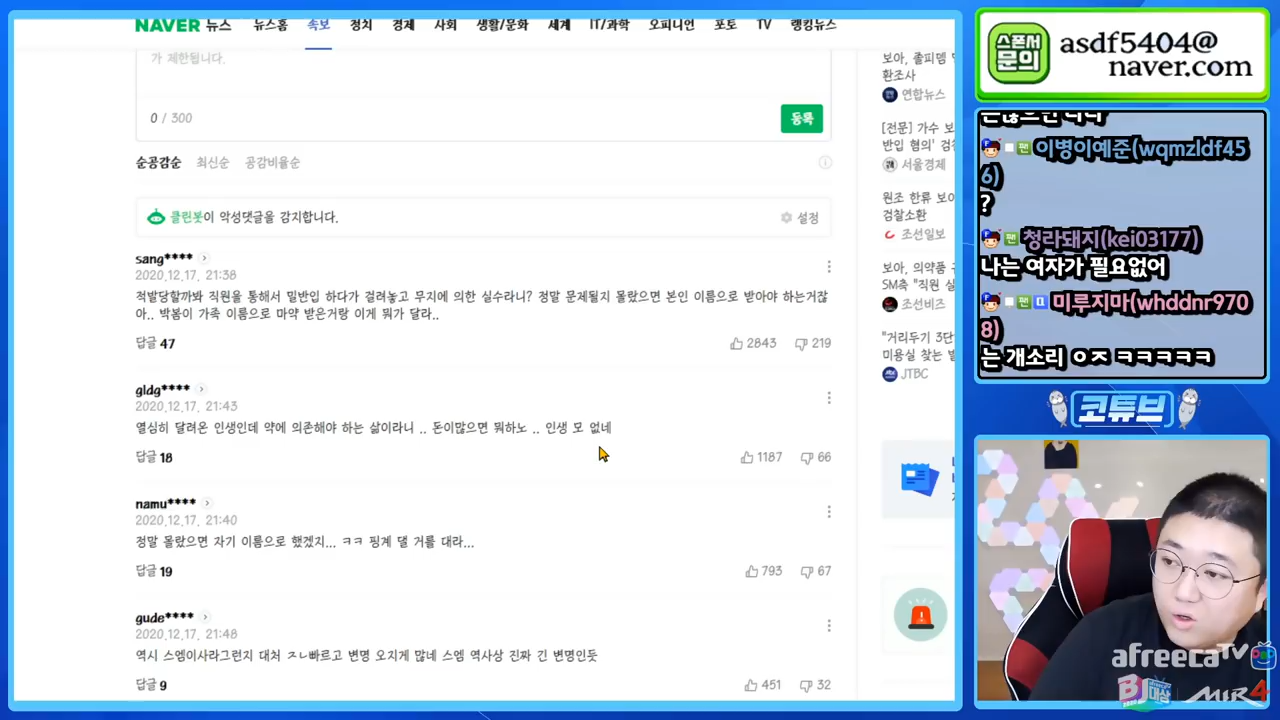 NAVER 뉴스 뉴스홈 속보 정치 경제 사회 생활/문화 세계 IT/과학 오피니언 포토 TV 랭킹뉴스
가 제한됩니다.
0 / 300
등록
순공감순 최신순 공감비율순
클린봇이 악성댓글을 감지합니다.
설정
sang****
2020.12.17. 21:38
적발당할까봐 직원을 통해서 밀반입 하다가 걸려놓고 무지에 의한 실수라니? 정말 문제될지 몰랐으면 본인 이름으로 받아야 하는거잖
아.. 박봄이 가족 이름으로 마약 받은거랑 이게 뭐가 달라..
답글 47
2843 219
gldg****
2020.12.17. 21:43
열심히 달려온 인생인데 약에 의존해야 하는 삶이라니 .. 돈이많으면 뭐하노 .. 인생 모 없네
답글 18
1187 66
namu****
2020.12.17. 21:40
정말 몰랐으면 자기 이름으로 했겠지... ㅋㅋ 핑계 댈 거를 대라...
답글 19
793 67
gude****
2020.12.17. 21:48
역시 스엠이사라그런지 대처 ㅈㄴ빠르고 변명 오지게 많네 스엠 역사상 진짜 긴 변명인듯
답글 9
451 32
보아, 졸피뎀
환조사
연합뉴스
[전문] 가수 보
반입 혐의' 검
서울경제
원조 한류 보아
검찰소환
조선일보
보아, 의약품
SM측 "직원 실
조선비즈
"거리두기 3단
미용실 찾는
JTBC
스폰서
문의
asdf5404@
naver.com
팬 이병이예준(wqmzldf45
6)
?
팬 청라돼지(kei03177)
나는 여자가 필요없어
팬 미루지마(whddnr970
8)
는 개소리 ㅇㅈ ㅋㅋㅋㅋㅋ
코튜브
afreecaTV
BJ대상 MIR4